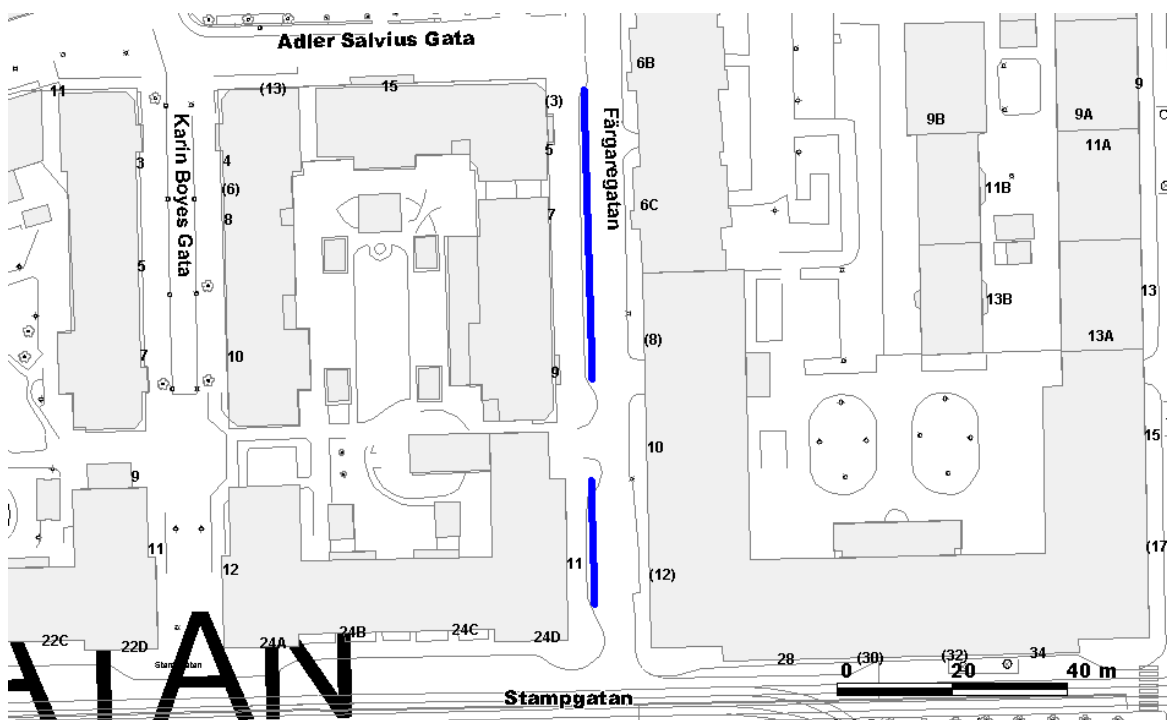 Adler Salvius Gata
6B
11
(13)
15
(3)
9
9B
9A
Karin Boyes Gata
Färgaregatan
3
4
5
11A
(6)
11B
8
7
6C
5
13B
13
7
10
(8)
13A
9
10
15
9
11
12
11
(12)
(17
22C
22D
24A
24B
24C
24D
ATAN
Stampgatan
28
(30)
(32)
34
0
20
40 m
Stampgatan